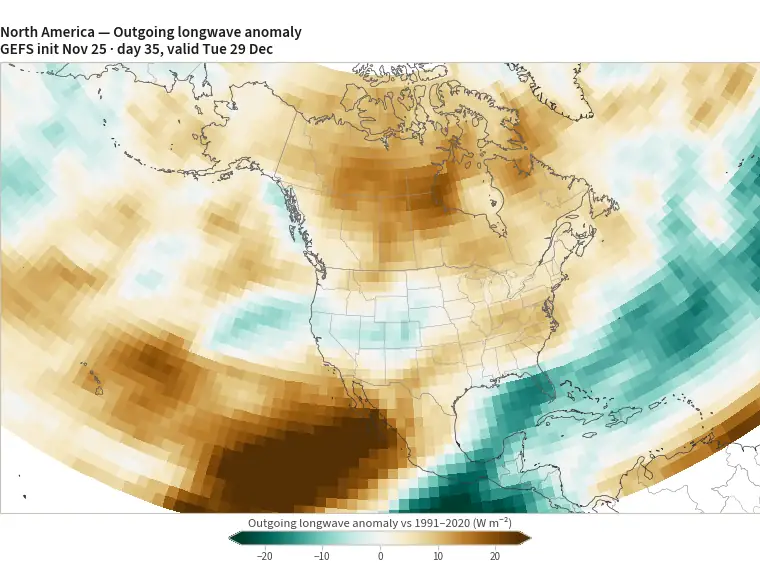 North America — Outgoing longwave anomaly
GEFS init Nov 25 · day 35, valid Tue 29 Dec
Outgoing longwave anomaly vs 1991–2020 (W m⁻²)
−20 −10 0 10 20